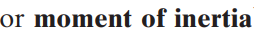 or moment of inertia